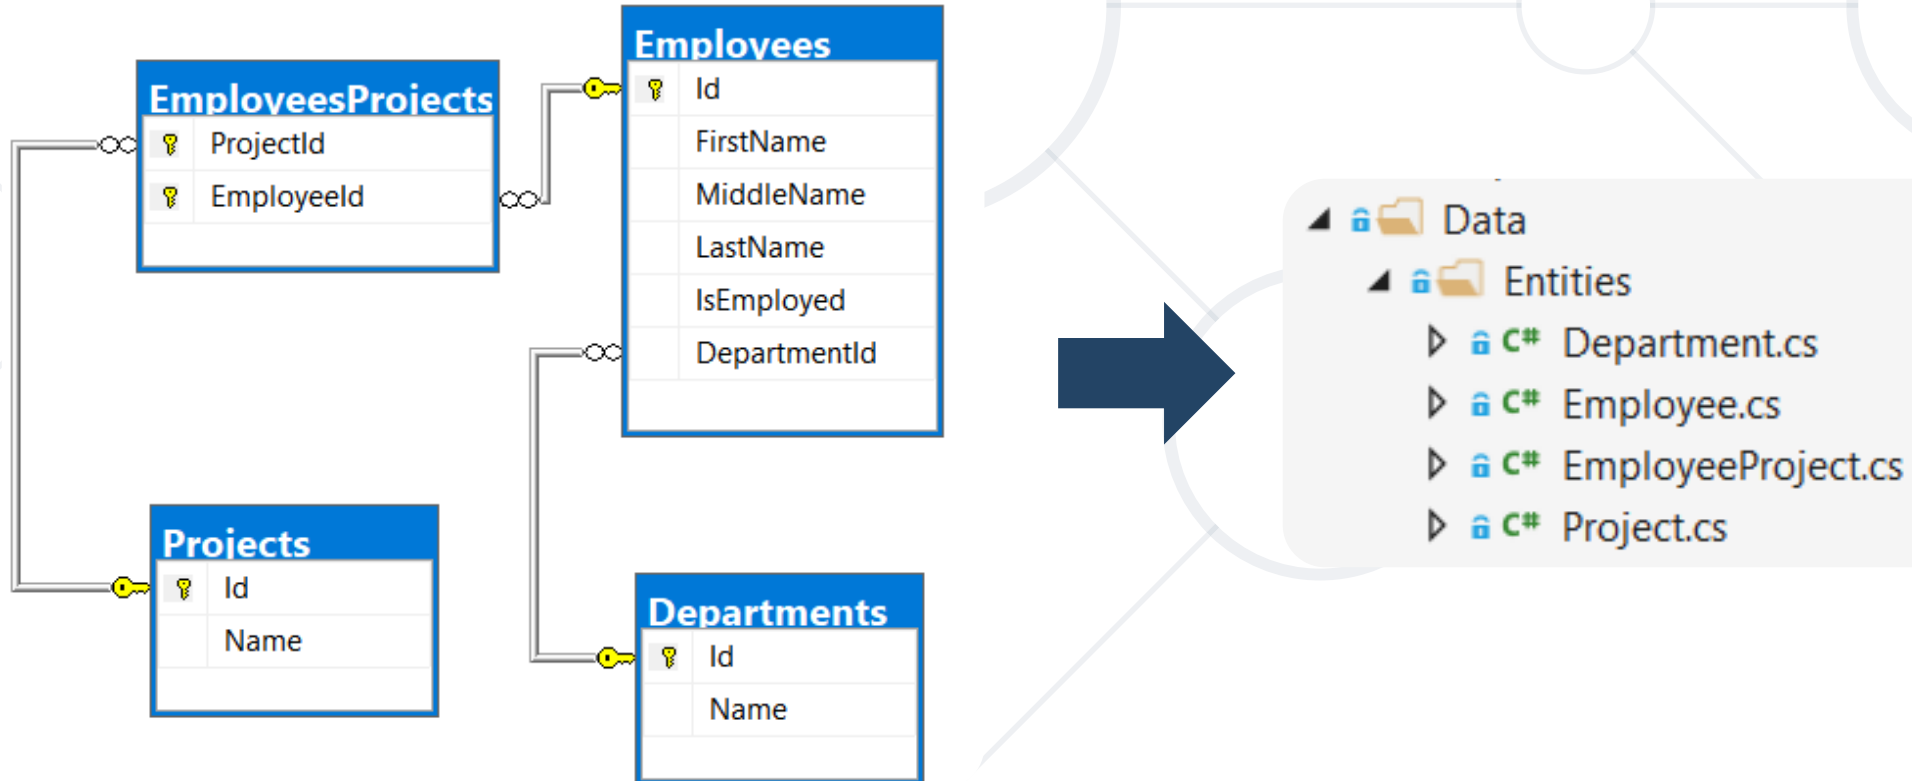 EmployeesProjects
ProjectId
EmployeeId
Employees
Id
FirstName
MiddleName
LastName
IsEmployed
DepartmentId
Projects
Id
Name
Departments
Id
Name
Data
Entities
C# Department.cs
C# Employee.cs
C# EmployeeProject.cs
C# Project.cs